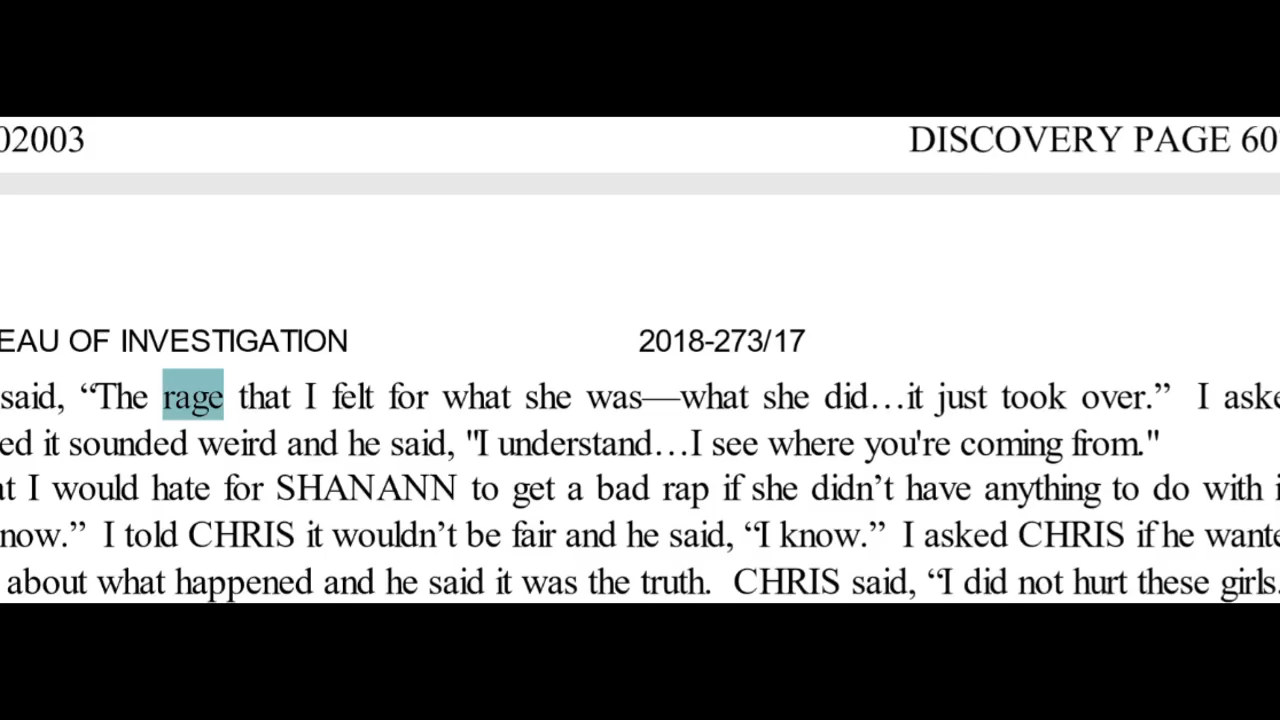 02003 DISCOVERY PAGE 60
EAU OF INVESTIGATION 2018-273/17
said, “The rage that I felt for what she was—what she did…it just took over.” I aske
ed it sounded weird and he said, "I understand…I see where you're coming from."
at I would hate for SHANANN to get a bad rap if she didn’t have anything to do with i
now.” I told CHRIS it wouldn’t be fair and he said, “I know.” I asked CHRIS if he wante
about what happened and he said it was the truth. CHRIS said, “I did not hurt these girls.